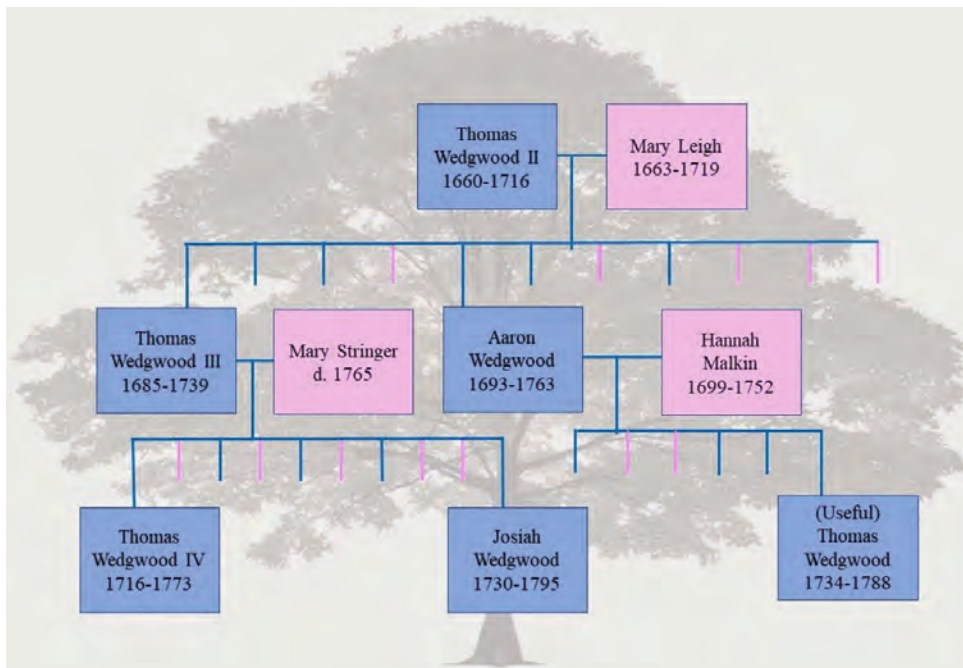 Thomas
Wedgwood II
1660-1716
Mary Leigh
1663-1719
Thomas
Wedgwood III
1685-1739
Mary Stringer
d. 1765
Aaron
Wedgwood
1693-1763
Hannah
Malkin
1699-1752
Thomas
Wedgwood IV
1716-1773
Josiah
Wedgwood
1730-1795
(Useful)
Thomas
Wedgwood
1734-1788